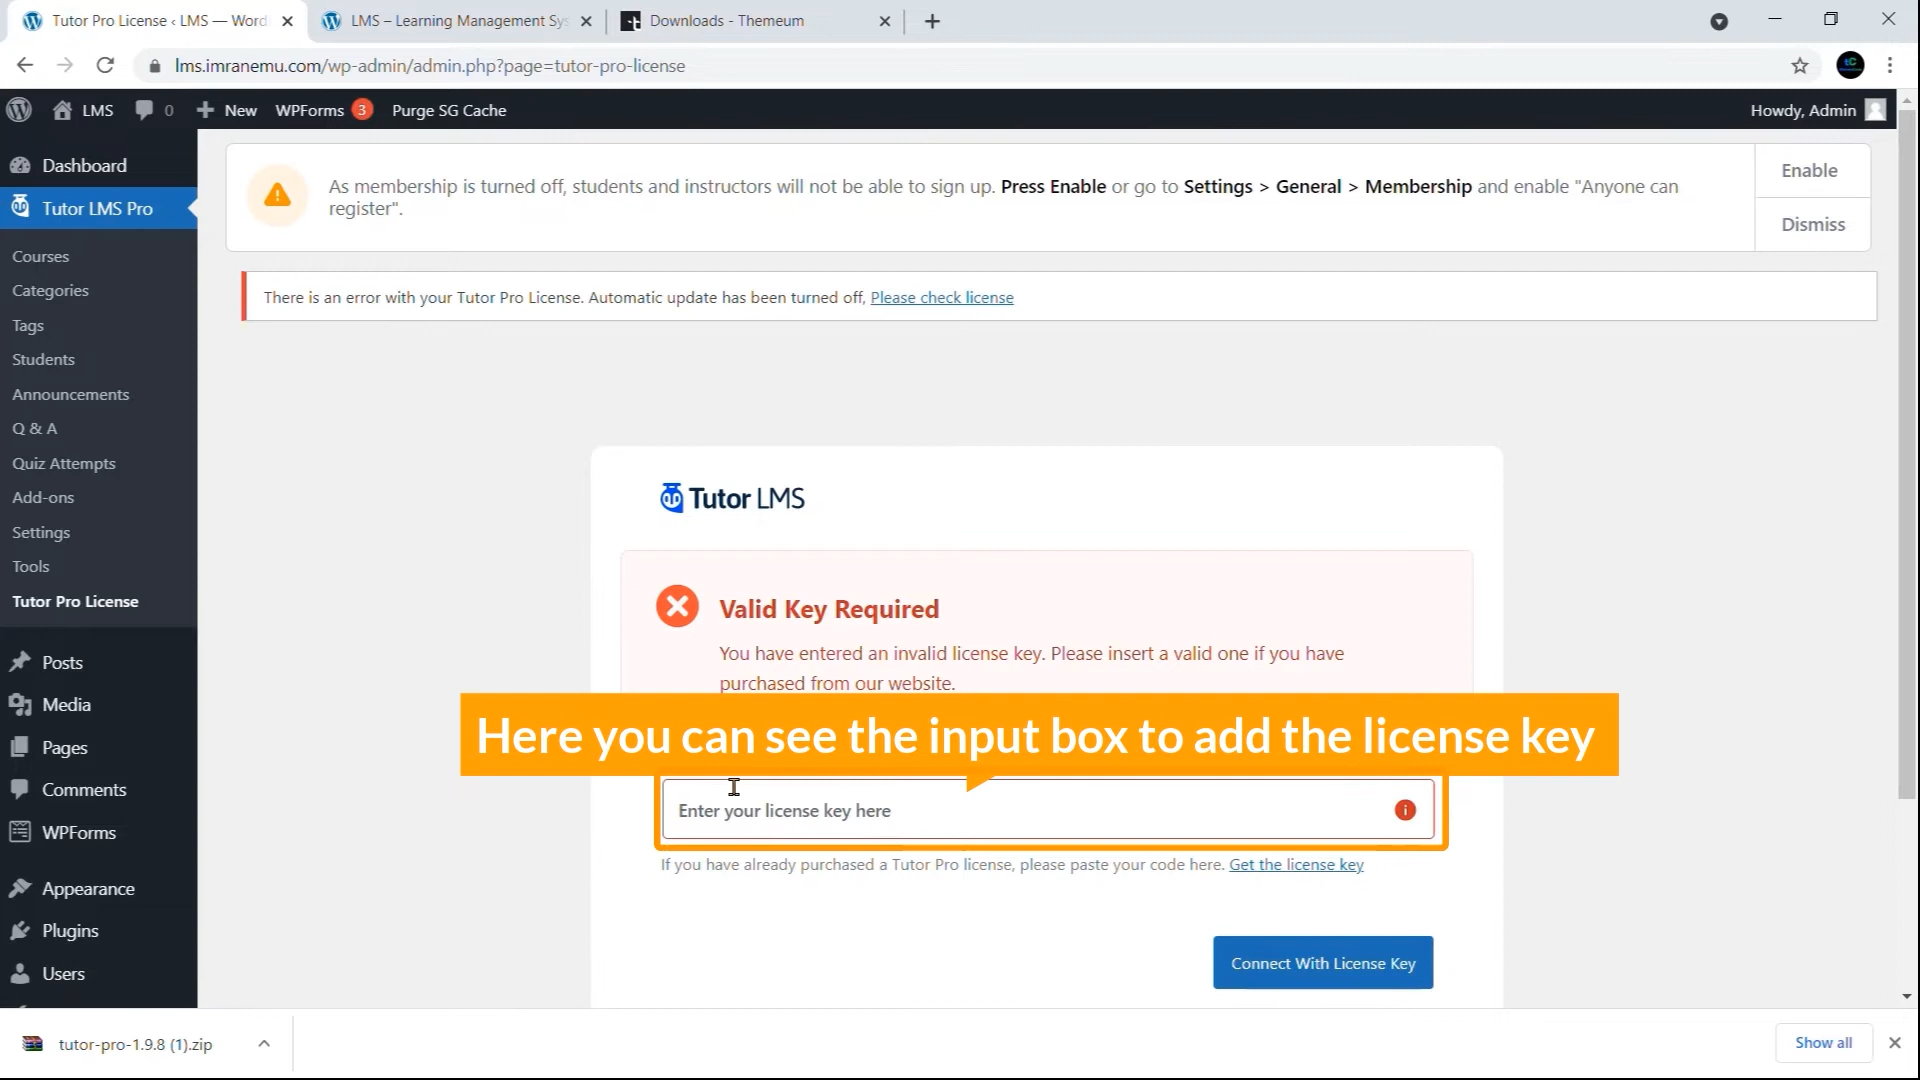 Tutor Pro License ‹ LMS — Word
LMS – Learning Management Sy
Downloads - Themeum
lms.imranemu.com/wp-admin/admin.php?page=tutor-pro-license
LMS
0
New
WPForms 3
Purge SG Cache
Howdy, Admin
Dashboard
Tutor LMS Pro
Courses
Categories
Tags
Students
Announcements
Q & A
Quiz Attempts
Add-ons
Settings
Tools
Tutor Pro License
Posts
Media
Pages
Comments
WPForms
Appearance
Plugins
Users
As membership is turned off, students and instructors will not be able to sign up. Press Enable or go to Settings > General > Membership and enable "Anyone can
register".
Enable
Dismiss
There is an error with your Tutor Pro License. Automatic update has been turned off, Please check license
Tutor LMS
Valid Key Required
You have entered an invalid license key. Please insert a valid one if you have
purchased from our website.
Here you can see the input box to add the license key
Enter your license key here
If you have already purchased a Tutor Pro license, please paste your code here. Get the license key
Connect With License Key
tutor-pro-1.9.8 (1).zip
Show all